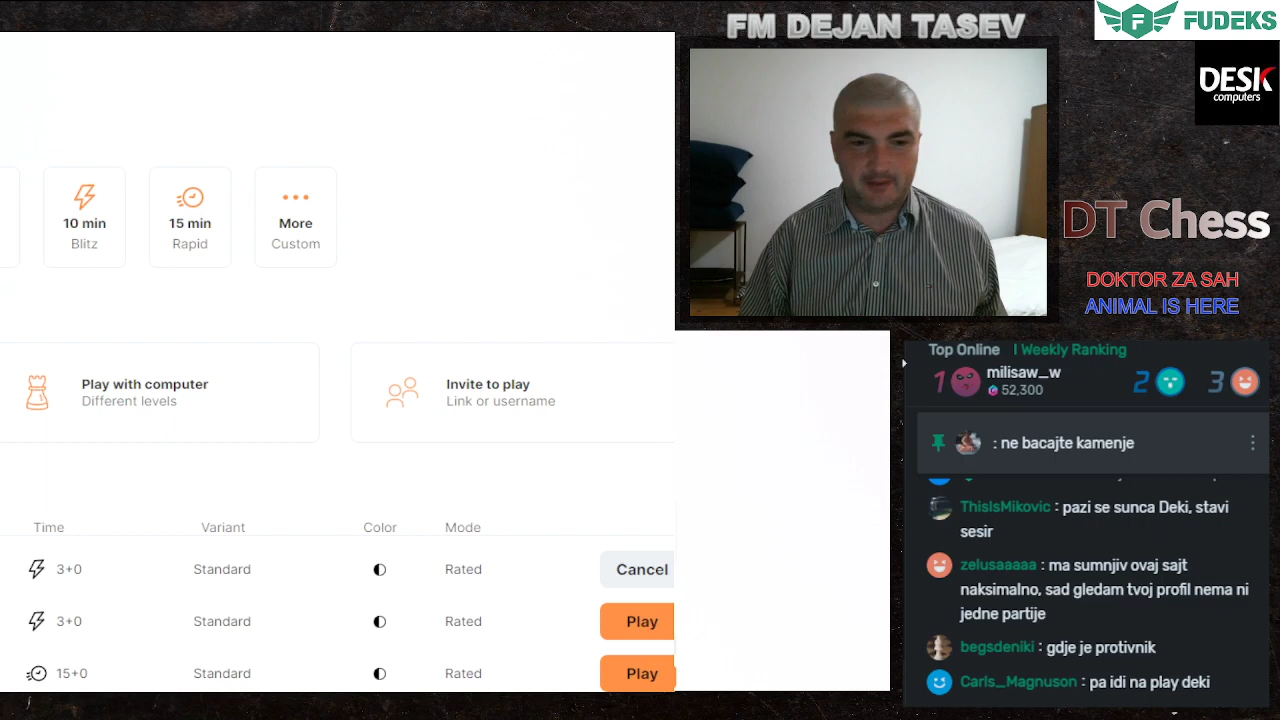 FM DEJAN TASEV
FUDEKS
DESK
computers
10 min
Blitz
15 min
Rapid
More
Custom
DT Chess
DOKTOR ZA SAH
ANIMAL IS HERE
Play with computer
Different levels
Invite to play
Link or username
Top Online
Weekly Ranking
1
milisaw_w
52,300
2
3
: ne bacajte kamenje
ThisIsMikovic : pazi se sunca Deki, stavi
sesir
zelusaaaaa : ma sumnjiv ovaj sajt
naksimalno, sad gledam tvoj profil nema ni
jedne partije
begsdeniki : gdje je protivnik
Carls_Magnuson : pa idi na play deki
Time Variant Color Mode
3+0 Standard Rated Cancel
3+0 Standard Rated Play
15+0 Standard Rated Play